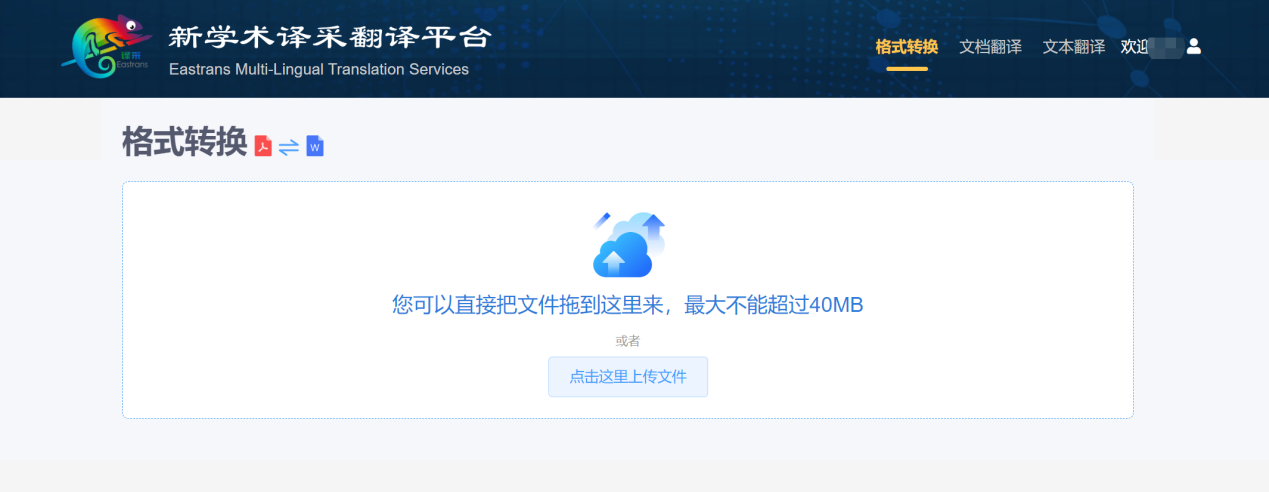 新学术译采翻译平台
Eastrans Multi-Lingual Translation Services
译采
Eastrans
格式转换 文档翻译 文本翻译 欢迎
格式转换
W
您可以直接把文件拖到这里来，最大不能超过40MB
或者
点击这里上传文件